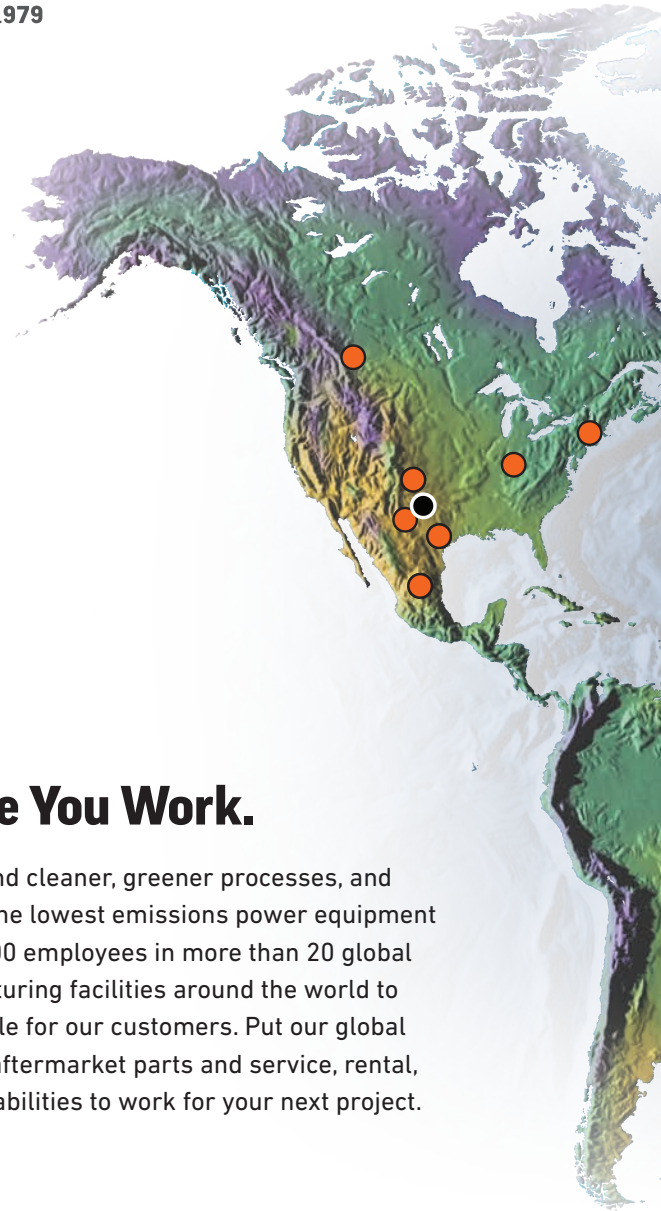 1979
e You Work.
nd cleaner, greener processes, and
he lowest emissions power equipment
00 employees in more than 20 global
turing facilities around the world to
le for our customers. Put our global
aftermarket parts and service, rental,
abilities to work for your next project.